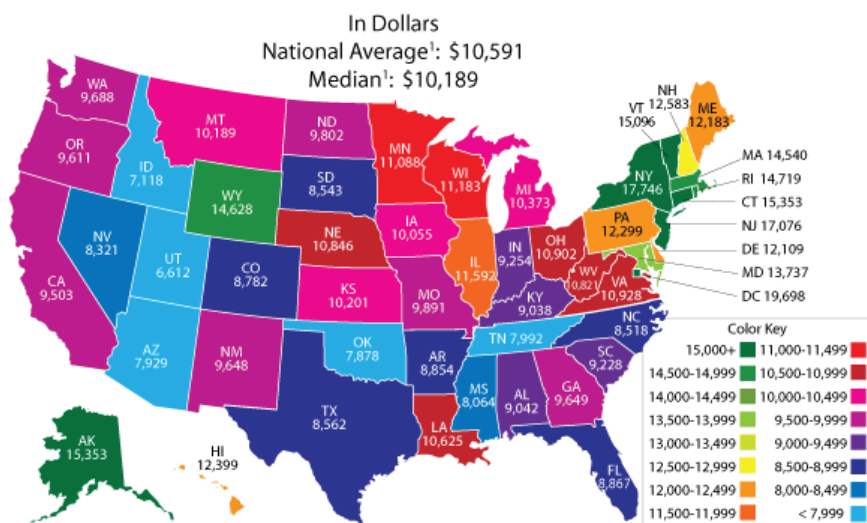 In Dollars
National Average¹: $10,591
Median¹: $10,189
WA
9,688
OR
9,611
CA
9,503
NV
8,321
ID
7,118
MT
10,189
WY
14,628
UT
6,612
AZ
7,929
CO
8,782
NM
9,648
ND
9,802
SD
8,543
NE
10,846
KS
10,201
OK
7,878
TX
8,562
MN
11,088
IA
10,055
MO
9,891
AR
8,854
LA
10,625
WI
11,183
IL
11,592
MI
10,373
IN
9,254
OH
10,902
KY
9,038
TN 7,992
MS
8,064
AL
9,042
GA
9,649
FL
8,867
SC
9,228
NC
8,518
WV
10,821
VA
10,928
PA
12,299
NY
17,746
VT
15,096
NH
12,583
ME
12,183
MA 14,540
RI 14,719
CT 15,353
NJ 17,076
DE 12,109
MD 13,737
DC 19,698
AK
15,353
HI
12,399
Color Key
15,000+ 11,000-11,499
14,500-14,999 10,500-10,999
14,000-14,499 10,000-10,499
13,500-13,999 9,500-9,999
13,000-13,499 9,000-9,499
12,500-12,999 8,500-8,999
12,000-12,499 8,000-8,499
11,500-11,999 < 7,999